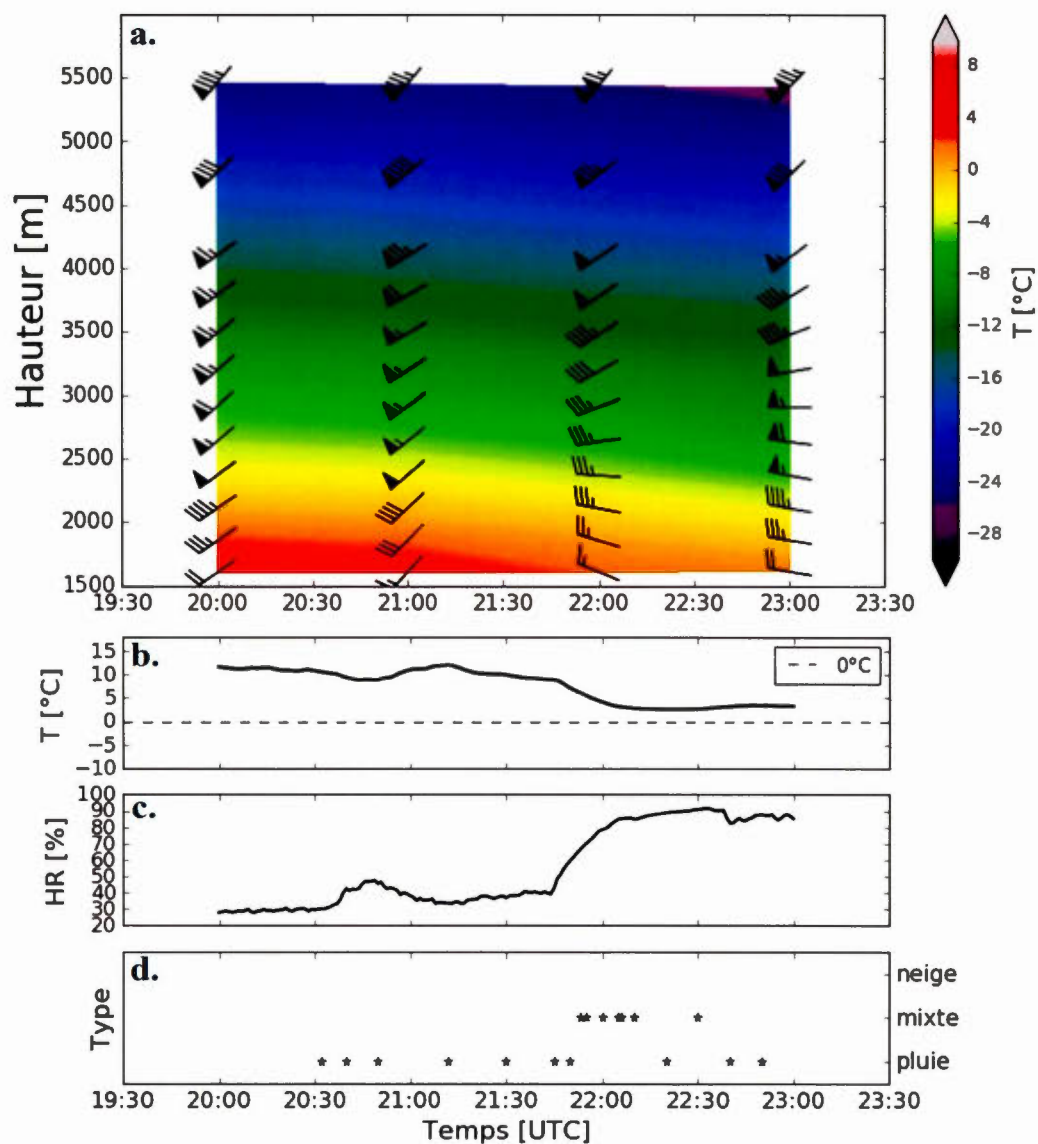 a.
Hauteur [m]
5500
5000
4500
4000
3500
3000
2500
2000
1500
19:30 20:00 20:30 21:00 21:30 22:00 22:30 23:00 23:30
8
4
0
−4
−8
−12
−16
−20
−24
−28
T [°C]
b.
T [°C]
15
10
5
0
−5
−10
0°C
c.
HR [%]
100
90
80
70
60
50
40
30
20
d.
Type
neige
mixte
pluie
19:30 20:00 20:30 21:00 21:30 22:00 22:30 23:00 23:30
Temps [UTC]